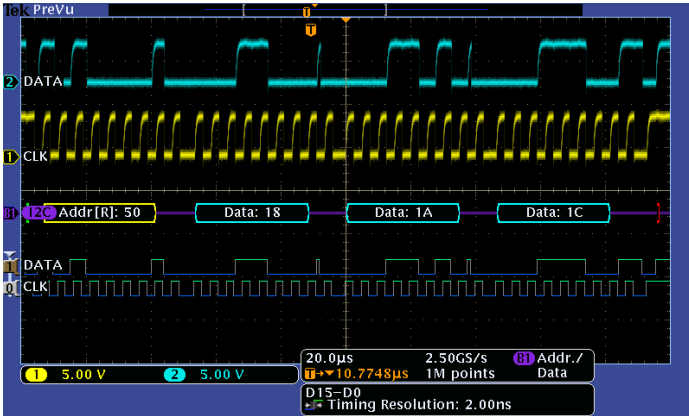 Tek PreVu
T
T
2 DATA
1 CLK
B1 I2C Addr[R]: 50 Data: 18 Data: 1A Data: 1C
1 DATA
0 CLK
1 5.00 V 2 5.00 V
20.0µs 2.50GS/s B1 Addr./
T→▼10.7748µs 1M points Data
D15-D0
Timing Resolution: 2.00ns